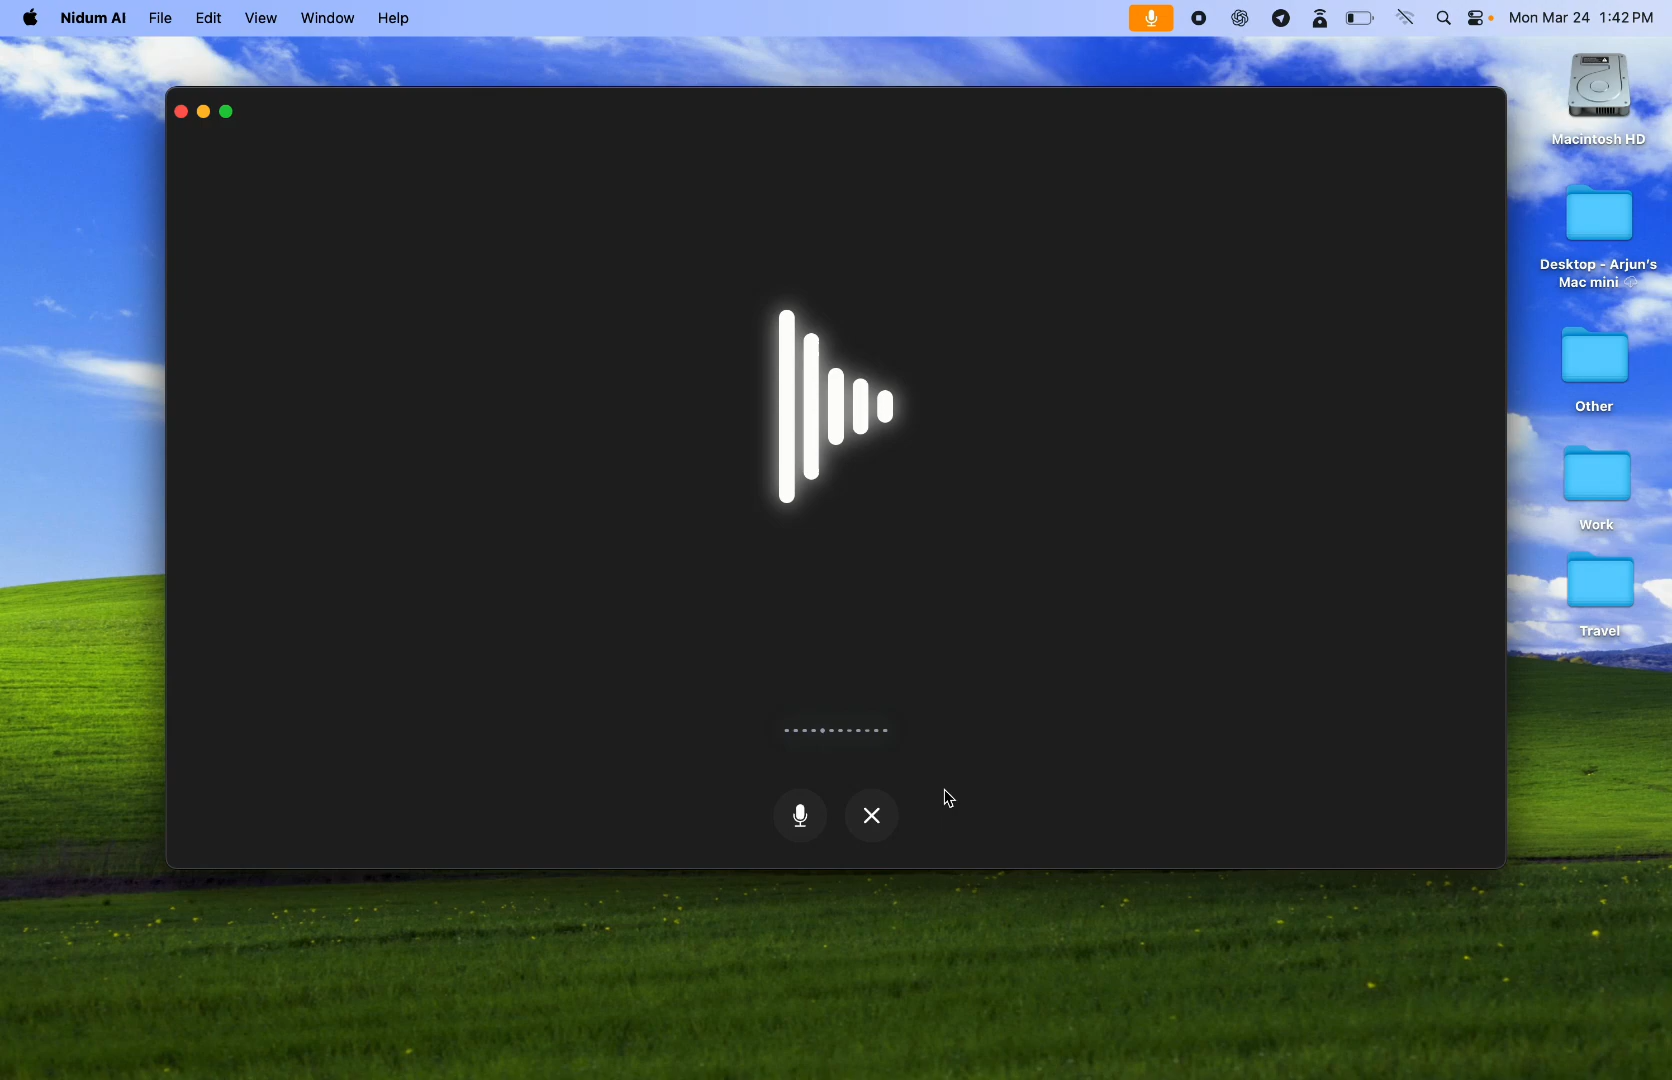 Nidum AI File Edit View Window Help Mon Mar 24 1:42 PM
Macintosh HD
Desktop - Arjun's
Mac mini
Other
Work
Travel